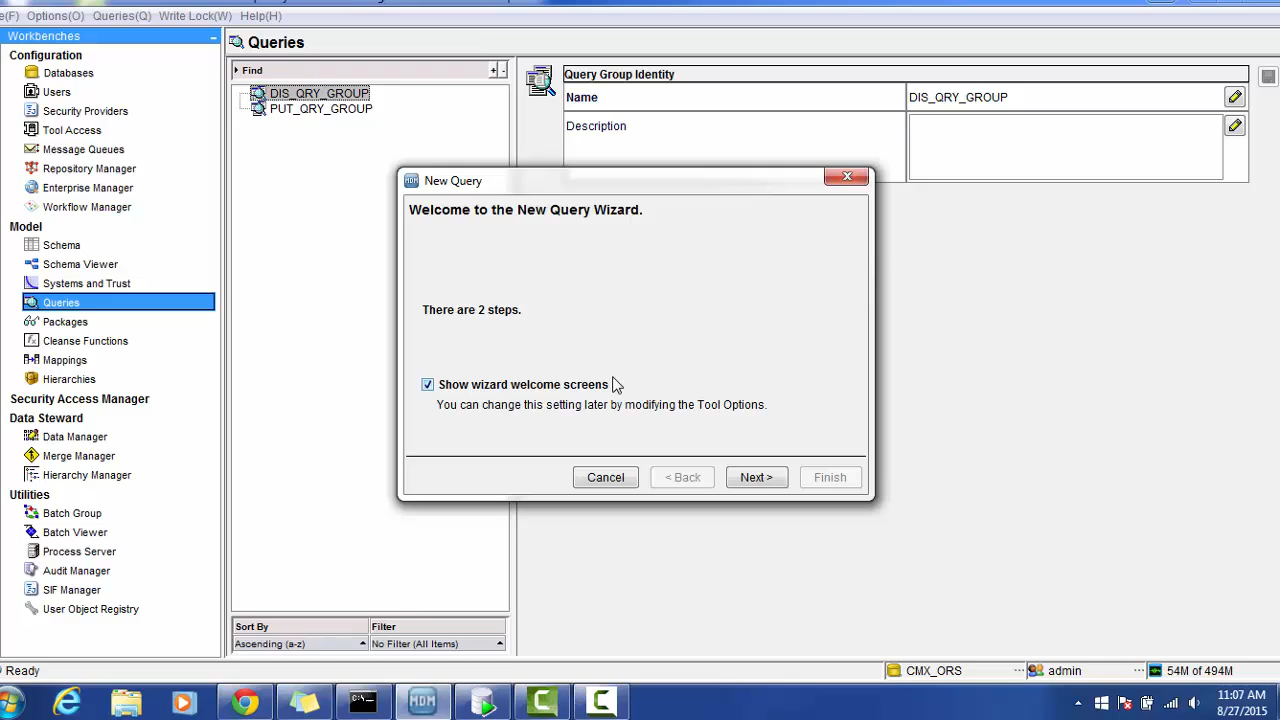 e(F) Options(O) Queries(Q) Write Lock(W) Help(H)
Workbenches
Configuration
Databases
Users
Security Providers
Tool Access
Message Queues
Repository Manager
Enterprise Manager
Workflow Manager
Model
Schema
Schema Viewer
Systems and Trust
Queries
Packages
Cleanse Functions
Mappings
Hierarchies
Security Access Manager
Data Steward
Data Manager
Merge Manager
Hierarchy Manager
Utilities
Batch Group
Batch Viewer
Process Server
Audit Manager
SIF Manager
User Object Registry
Queries
Find
+ -
DIS_QRY_GROUP
PUT_QRY_GROUP
Sort By Filter
Ascending (a-z) No Filter (All Items)
Query Group Identity
Name DIS_QRY_GROUP
Description
MDM New Query
Welcome to the New Query Wizard.
There are 2 steps.
Show wizard welcome screens
You can change this setting later by modifying the Tool Options.
Cancel < Back Next > Finish
Ready CMX_ORS admin 54M of 494M
MDM
11:07 AM
8/27/2015